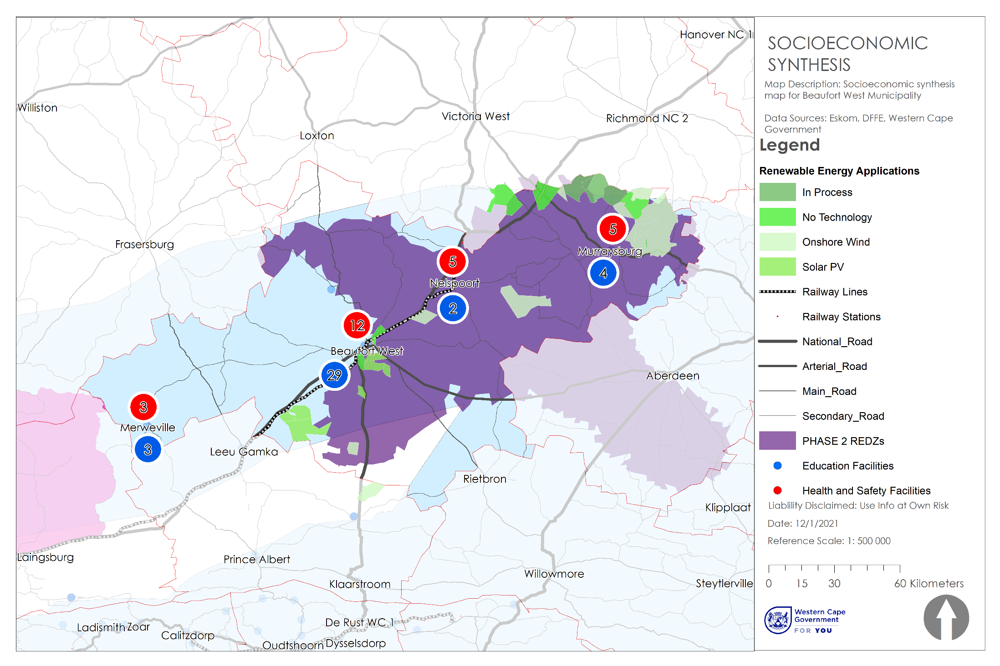 Hanover NC 1
Williston
Victoria West
Richmond NC 2
Loxton
Frasersburg
5
Murraysburg
5
4
Nelspoort
2
12
Beaufort West
29
Aberdeen
3
Merweville
3
Leeu Gamka
Rietbron
Klipplaat
Laingsburg
Prince Albert
Willowmore
Klaarstroom
Steytlerville
De Rust WC 1
Ladismith
Zoar
Calitzdorp
Oudtshoorn
Dysselsdorp
SOCIOECONOMIC
SYNTHESIS
Map Description: Socioeconomic synthesis
map for Beaufort West Municipality
Data Sources: Eskom, DFFE, Western Cape
Government
Legend
Renewable Energy Applications
In Process
No Technology
Onshore Wind
Solar PV
Railway Lines
Railway Stations
National_Road
Arterial_Road
Main_Road
Secondary_Road
PHASE 2 REDZs
Education Facilities
Health and Safety Facilities
Liablility Disclaimed: Use Info at Own Risk
Date: 12/1/2021
Reference Scale: 1: 500 000
0 15 30 60 Kilometers
Western Cape
Government
FOR YOU